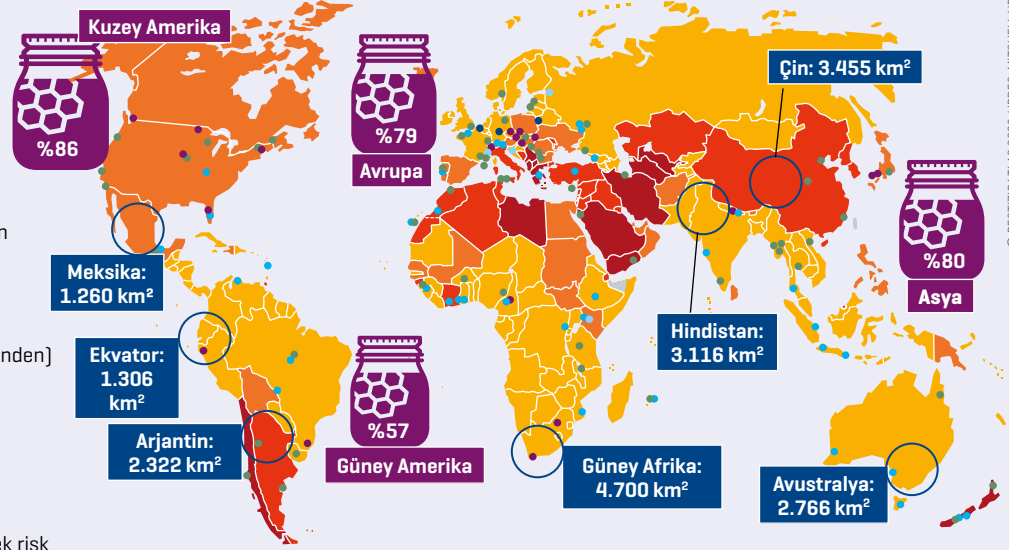 Kuzey Amerika
%86
%79
Avrupa
Çin: 3.455 km²
%80
Asya
n
Meksika:
1.260 km²
Ekvator:
1.306
km²
nden)
Hindistan:
3.116 km²
%57
Güney Amerika
Arjantin:
2.322 km²
Güney Afrika:
4.700 km²
Avustralya:
2.766 km²
ek risk